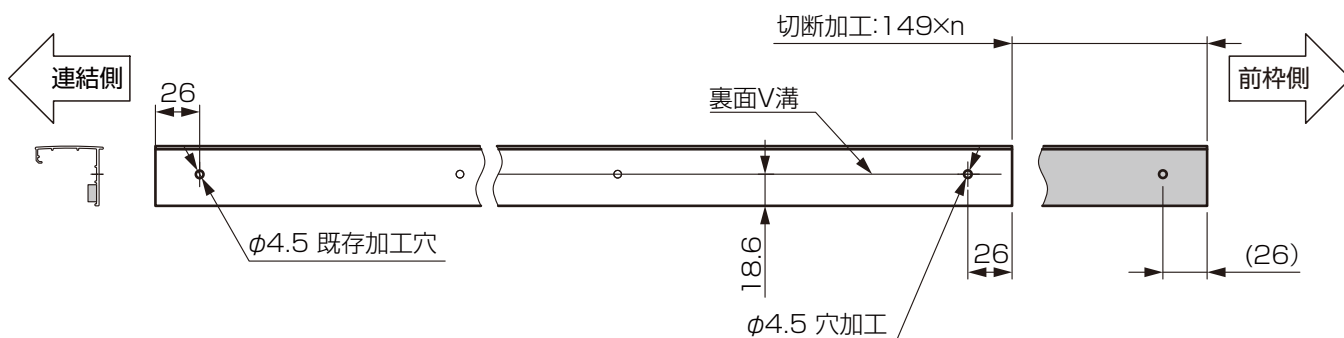 切断加工:149×n
連結側
前枠側
26
裏面V溝
φ4.5 既存加工穴
18.6
26
(26)
φ4.5 穴加工